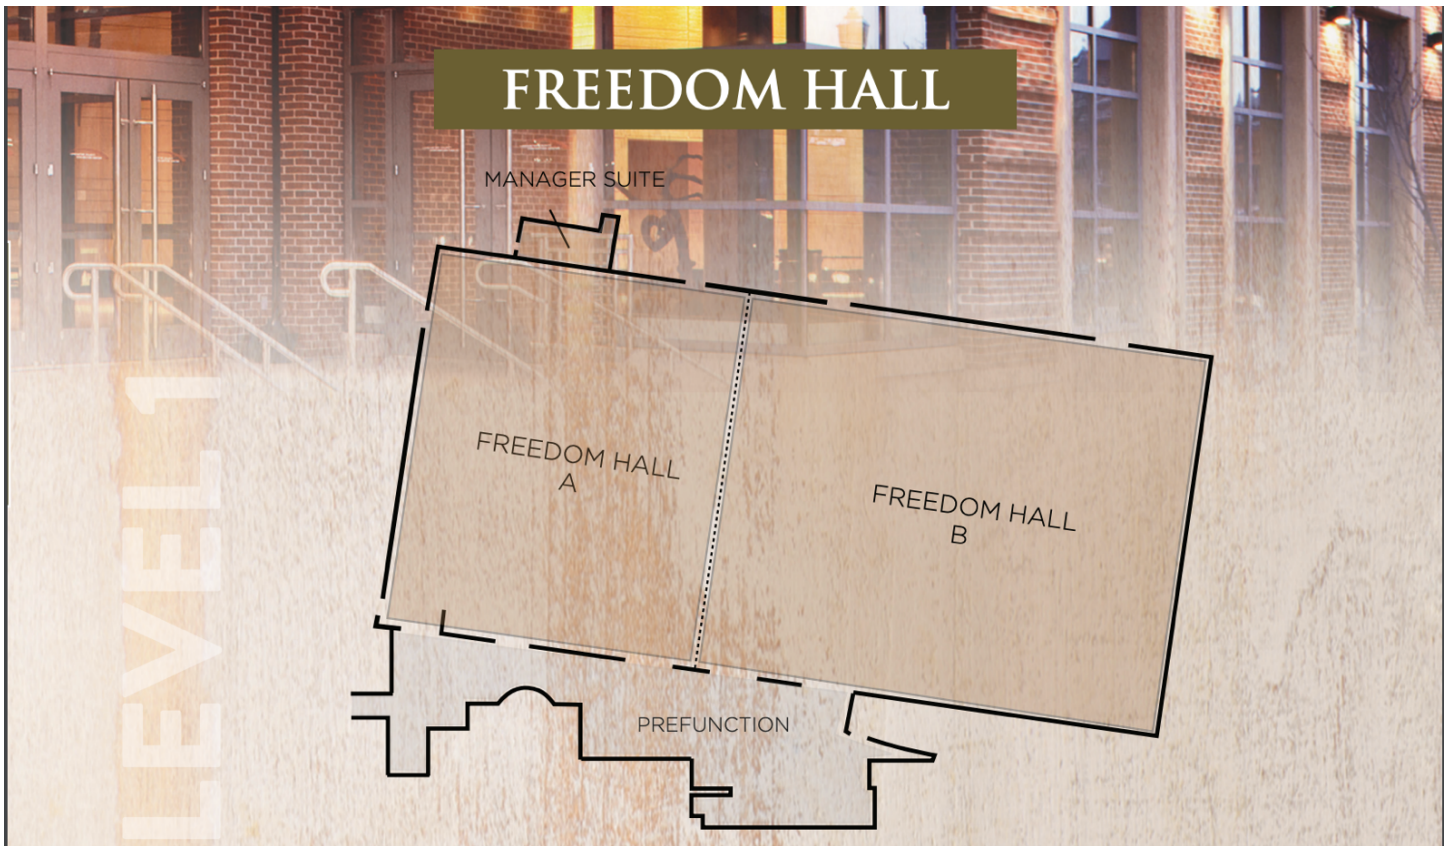 FREEDOM HALL
MANAGER SUITE
FREEDOM HALL
A
FREEDOM HALL
B
PREFUNCTION
LEVEL 1